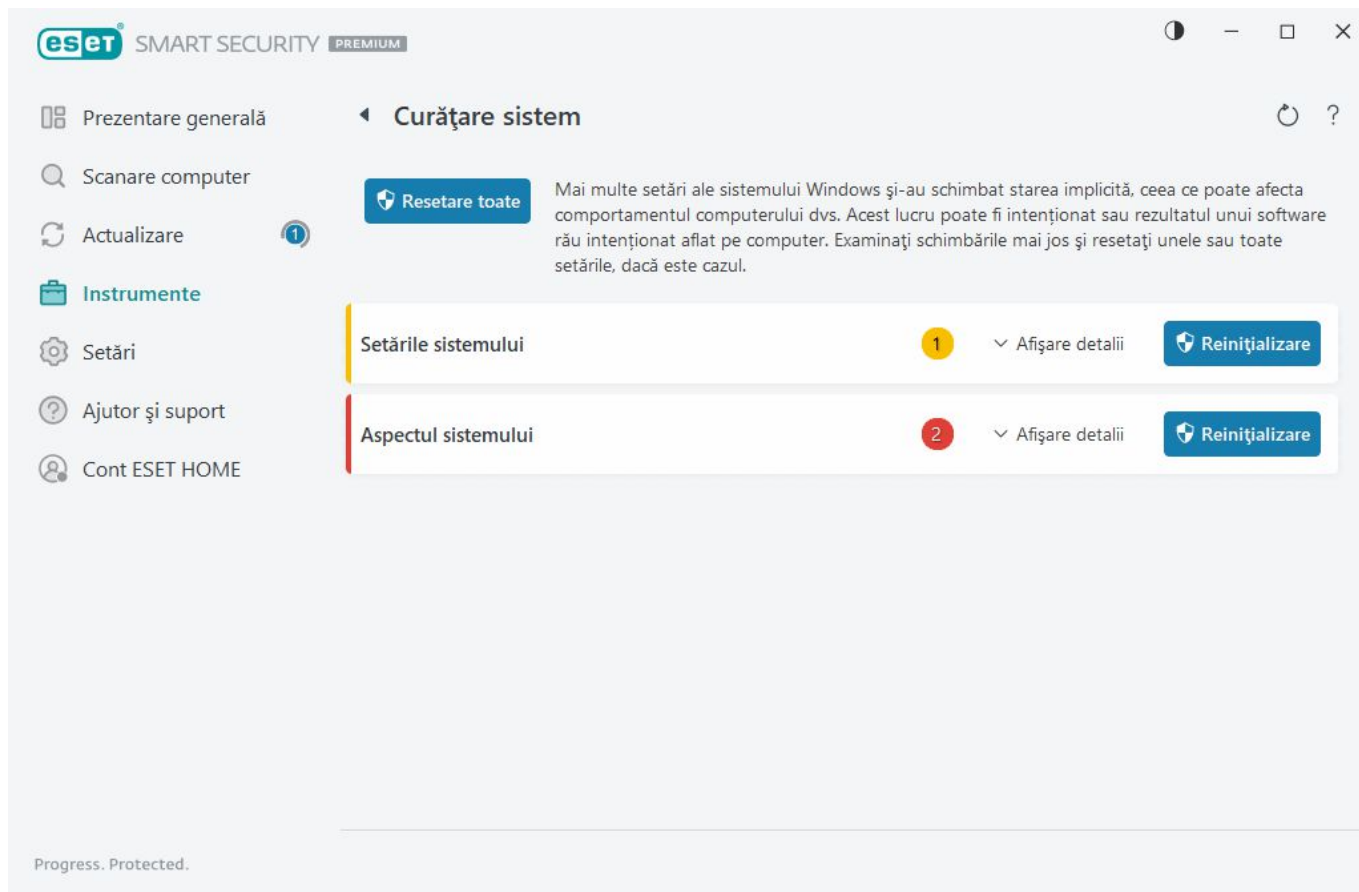 eset® SMART SECURITY PREMIUM
Prezentare generală
Scanare computer
Actualizare 1
Instrumente
Setări
Ajutor şi suport
Cont ESET HOME
Curăţare sistem
?
Resetare toate
Mai multe setări ale sistemului Windows şi-au schimbat starea implicită, ceea ce poate afecta
comportamentul computerului dvs. Acest lucru poate fi intenționat sau rezultatul unui software
rău intenționat aflat pe computer. Examinaţi schimbările mai jos şi resetaţi unele sau toate
setările, dacă este cazul.
Setările sistemului 1 Afişare detalii Reiniţializare
Aspectul sistemului 2 Afişare detalii Reiniţializare
Progress. Protected.